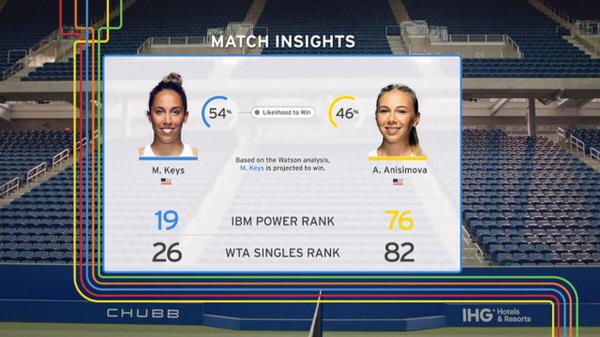 MATCH INSIGHTS
54%
Likelihood to Win
46%
M. Keys
Based on the Watson analysis,
M. Keys is projected to win.
A. Anisimova
19
IBM POWER RANK
76
26
WTA SINGLES RANK
82
CHUBB
IHG Hotels
& Resorts